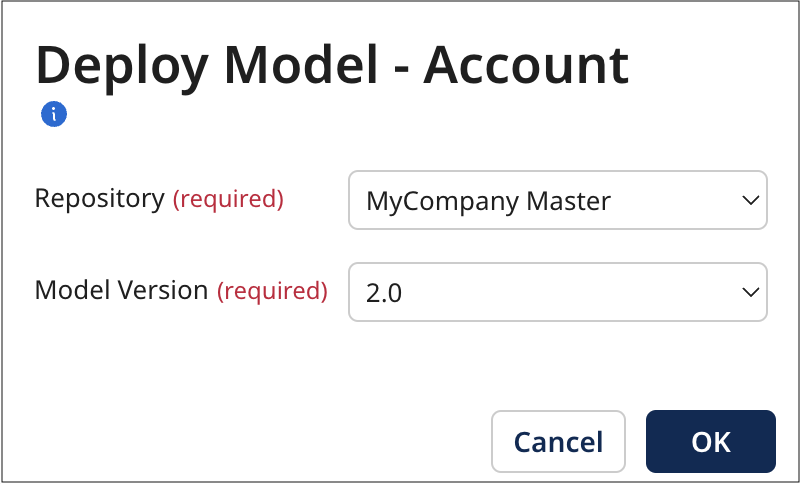 Deploy Model - Account
i
Repository (required)
MyCompany Master
Model Version (required)
2.0
Cancel
OK